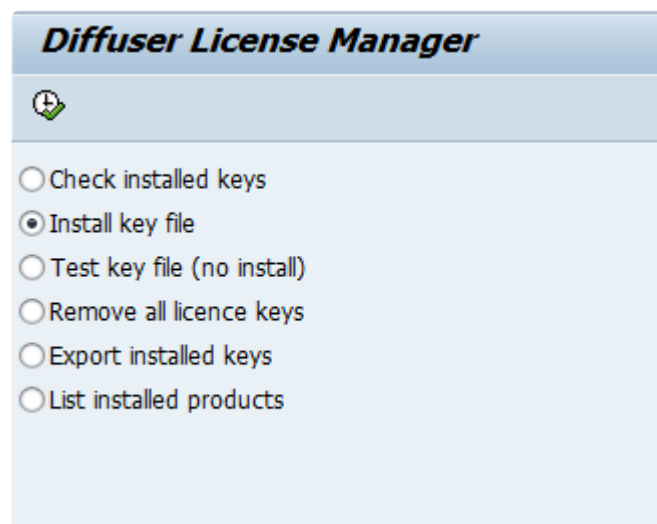 Diffuser License Manager
Check installed keys
Install key file
Test key file (no install)
Remove all licence keys
Export installed keys
List installed products